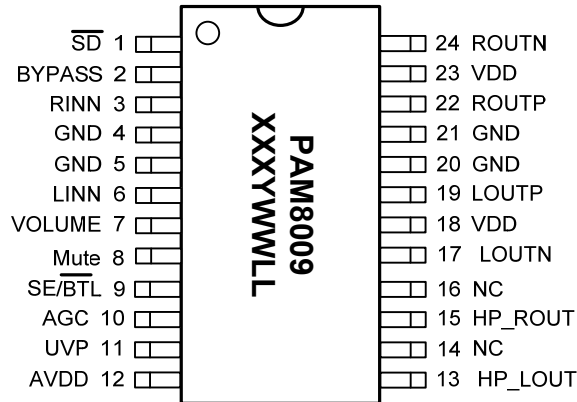 SD 1
BYPASS 2
RINN 3
GND 4
GND 5
LINN 6
VOLUME 7
Mute 8
SE/BTL 9
AGC 10
UVP 11
AVDD 12
PAM8009
XXXYWWLL
24 ROUTN
23 VDD
22 ROUTP
21 GND
20 GND
19 LOUTP
18 VDD
17 LOUTN
16 NC
15 HP_ROUT
14 NC
13 HP_LOUT